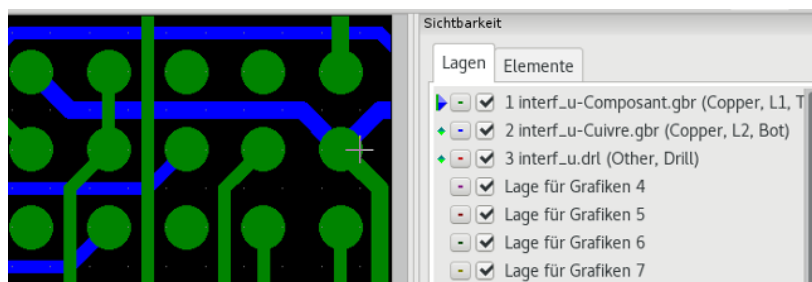 Sichtbarkeit
Lagen
Elemente
1 interf_u-Composant.gbr (Copper, L1, T
2 interf_u-Cuivre.gbr (Copper, L2, Bot)
3 interf_u.drl (Other, Drill)
Lage für Grafiken 4
Lage für Grafiken 5
Lage für Grafiken 6
Lage für Grafiken 7